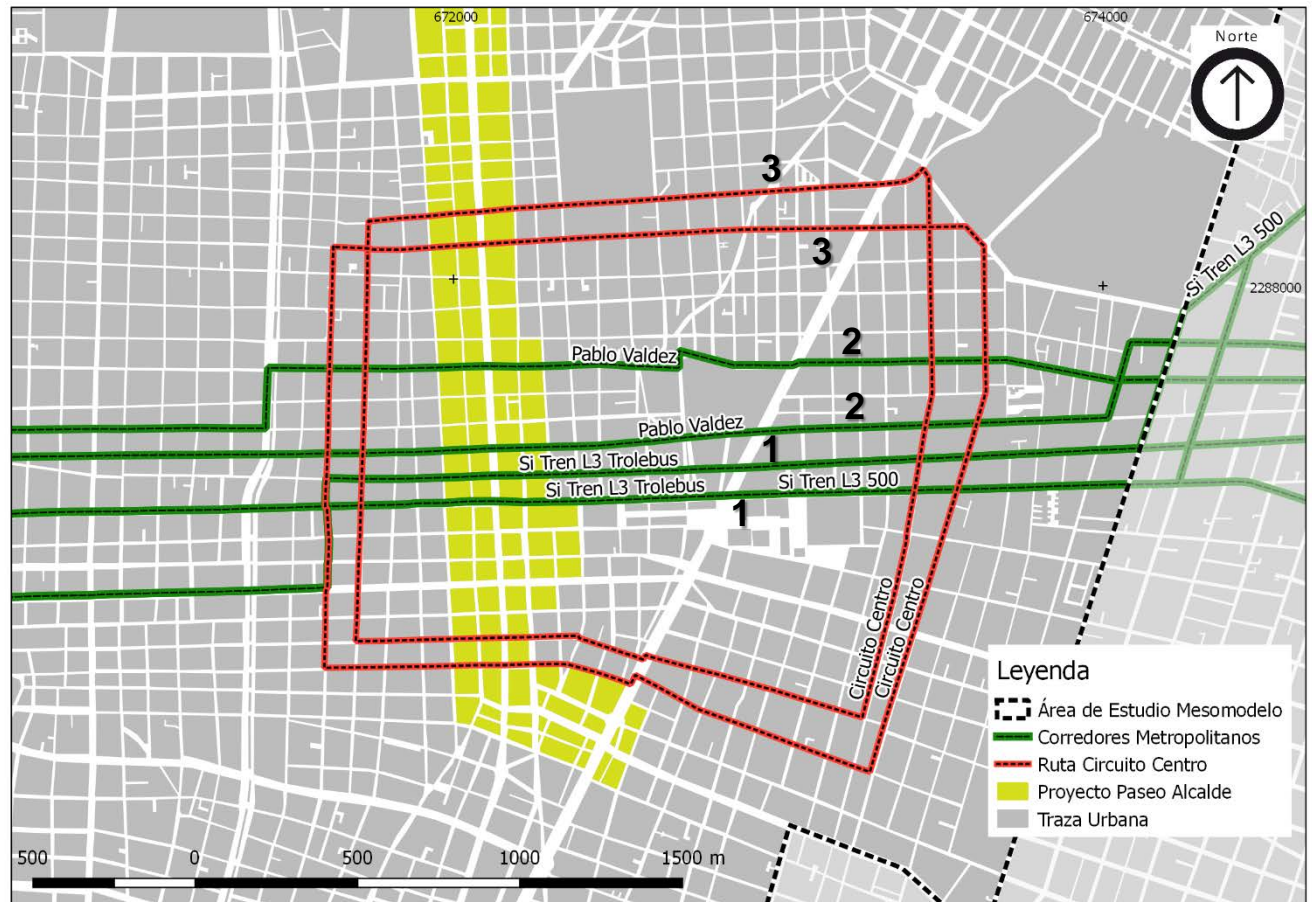 672000
674000
Norte
3
3
Si Tren L3 500
2288000
2
Pablo Valdez
2
Pablo Valdez
1
Si Tren L3 Trolebus
Si Tren L3 Trolebus
Si Tren L3 500
1
Circuito Centro
Circuito Centro
Leyenda
Área de Estudio Mesomodelo
Corredores Metropolitanos
Ruta Circuito Centro
Proyecto Paseo Alcalde
Traza Urbana
500 0 500 1000 1500 m